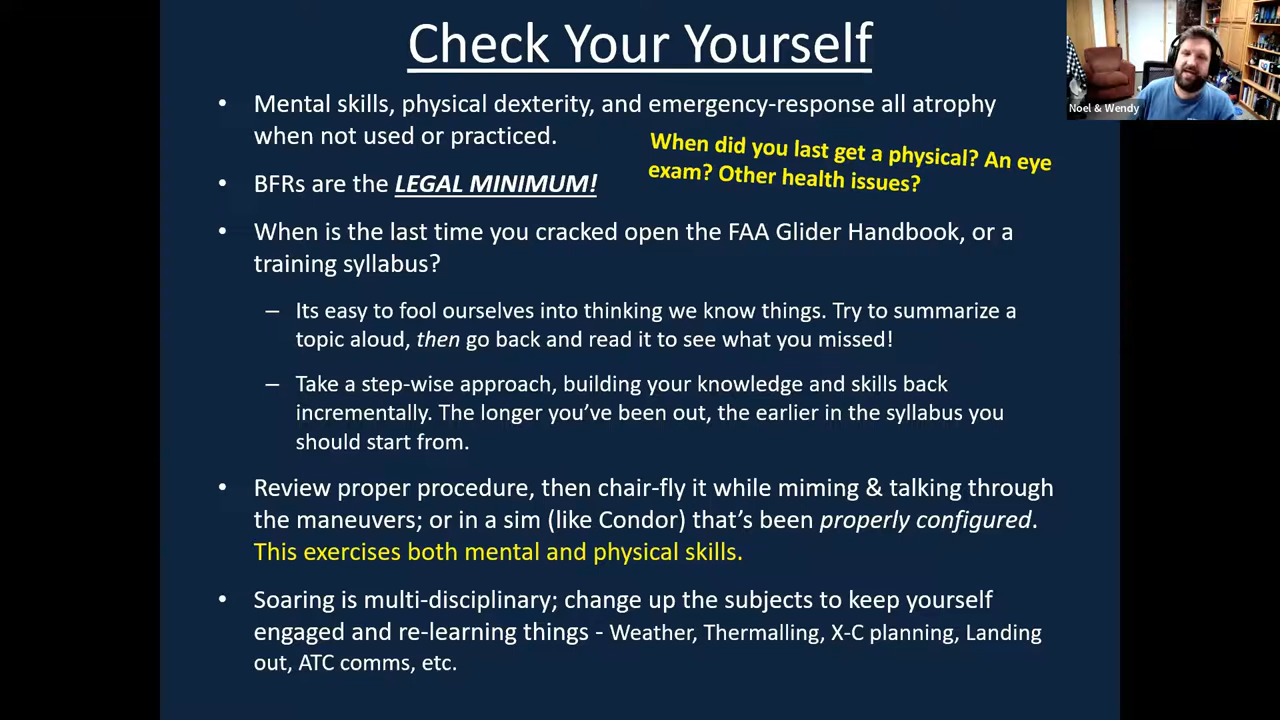 Check Your Yourself
• Mental skills, physical dexterity, and emergency-response all atrophy
when not used or practiced.
When did you last get a physical? An eye
exam? Other health issues?
• BFRs are the LEGAL MINIMUM!
• When is the last time you cracked open the FAA Glider Handbook, or a
training syllabus?
– Its easy to fool ourselves into thinking we know things. Try to summarize a
topic aloud, then go back and read it to see what you missed!
– Take a step-wise approach, building your knowledge and skills back
incrementally. The longer you’ve been out, the earlier in the syllabus you
should start from.
• Review proper procedure, then chair-fly it while miming & talking through
the maneuvers; or in a sim (like Condor) that’s been properly configured.
This exercises both mental and physical skills.
• Soaring is multi-disciplinary; change up the subjects to keep yourself
engaged and re-learning things - Weather, Thermalling, X-C planning, Landing
out, ATC comms, etc.
Noel & Wendy